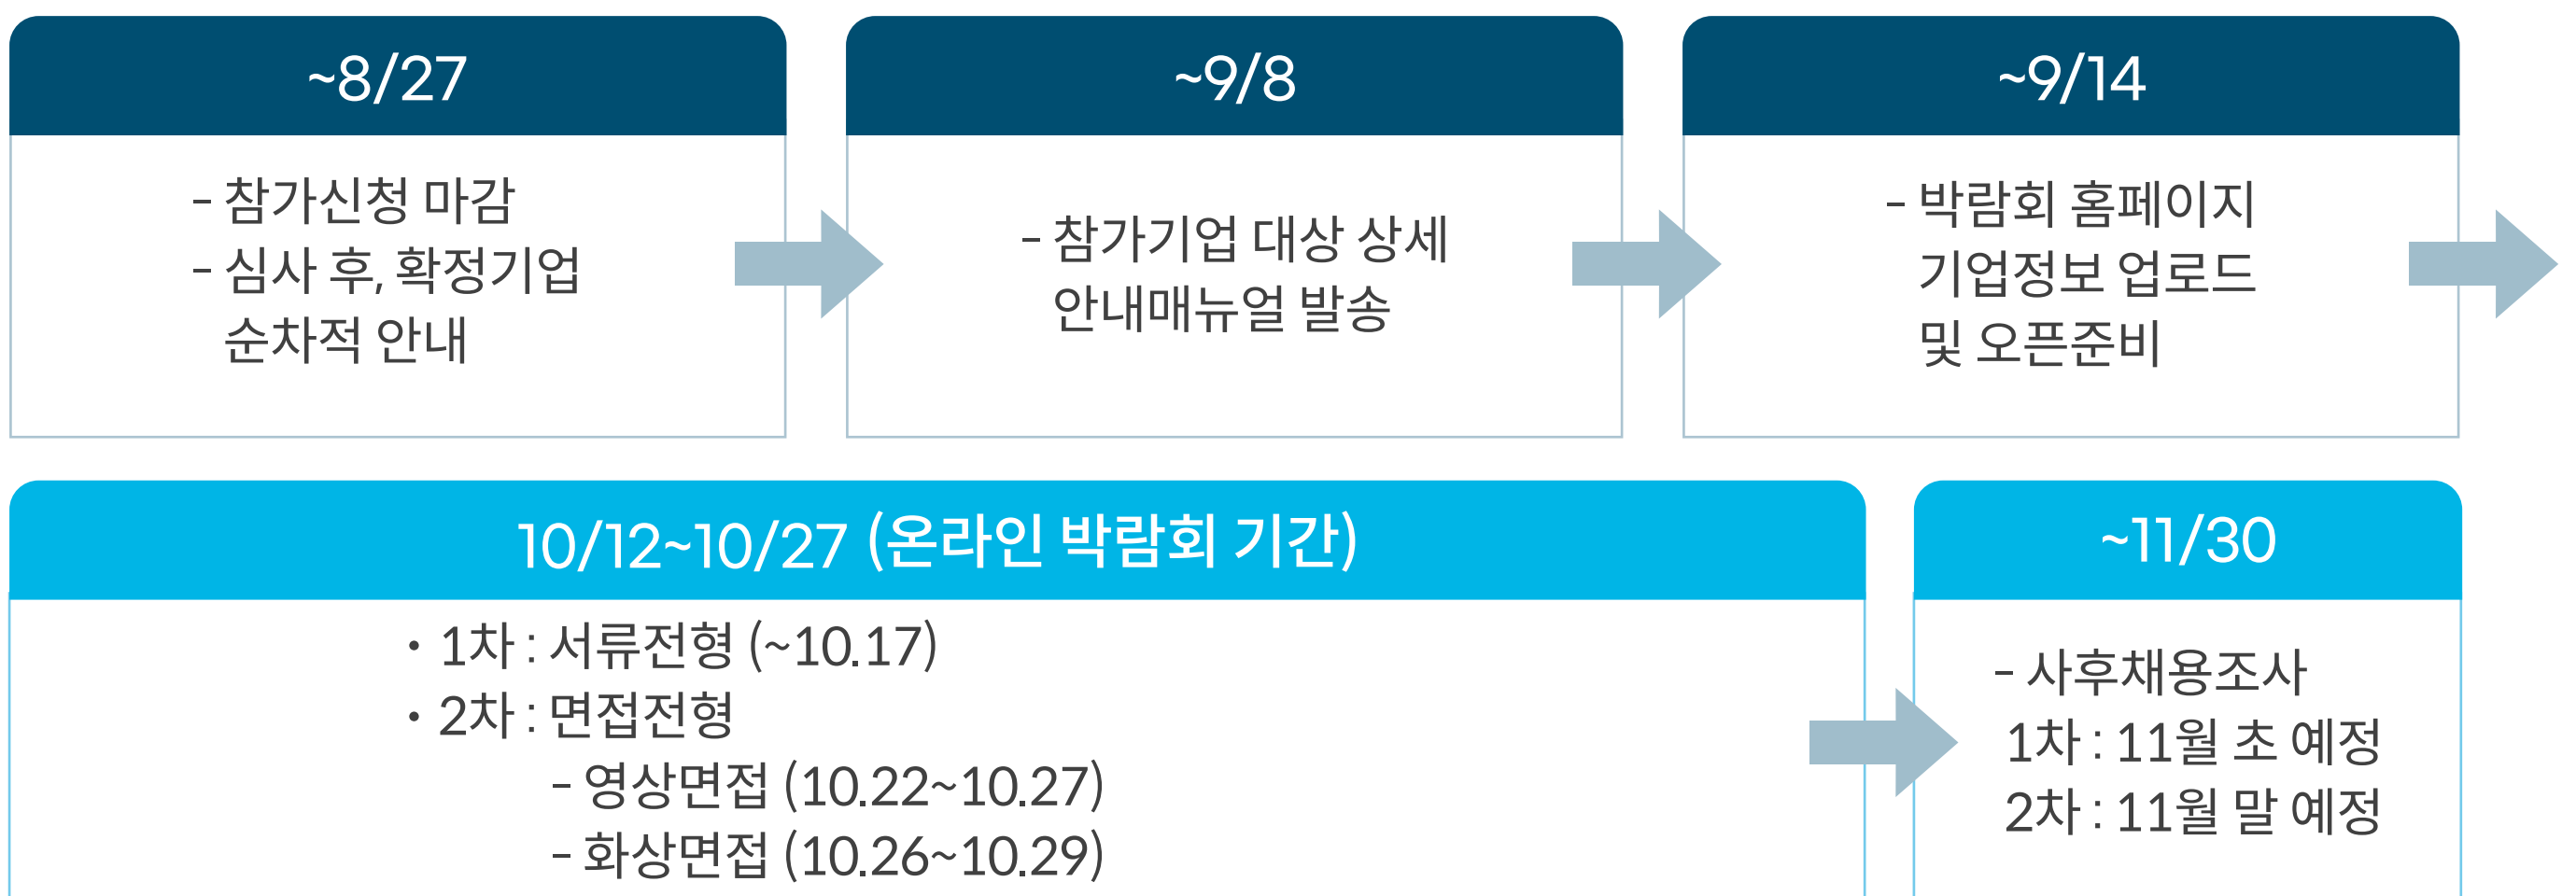 ~8/27
- 참가신청 마감
- 심사 후, 확정기업
순차적 안내
~9/8
- 참가기업 대상 상세
안내매뉴얼 발송
~9/14
- 박람회 홈페이지
기업정보 업로드
및 오픈준비
10/12~10/27 (온라인 박람회 기간)
· 1차 : 서류전형 (~10.17)
· 2차 : 면접전형
- 영상면접 (10.22~10.27)
- 화상면접 (10.26~10.29)
~11/30
- 사후채용조사
1차 : 11월 초 예정
2차 : 11월 말 예정